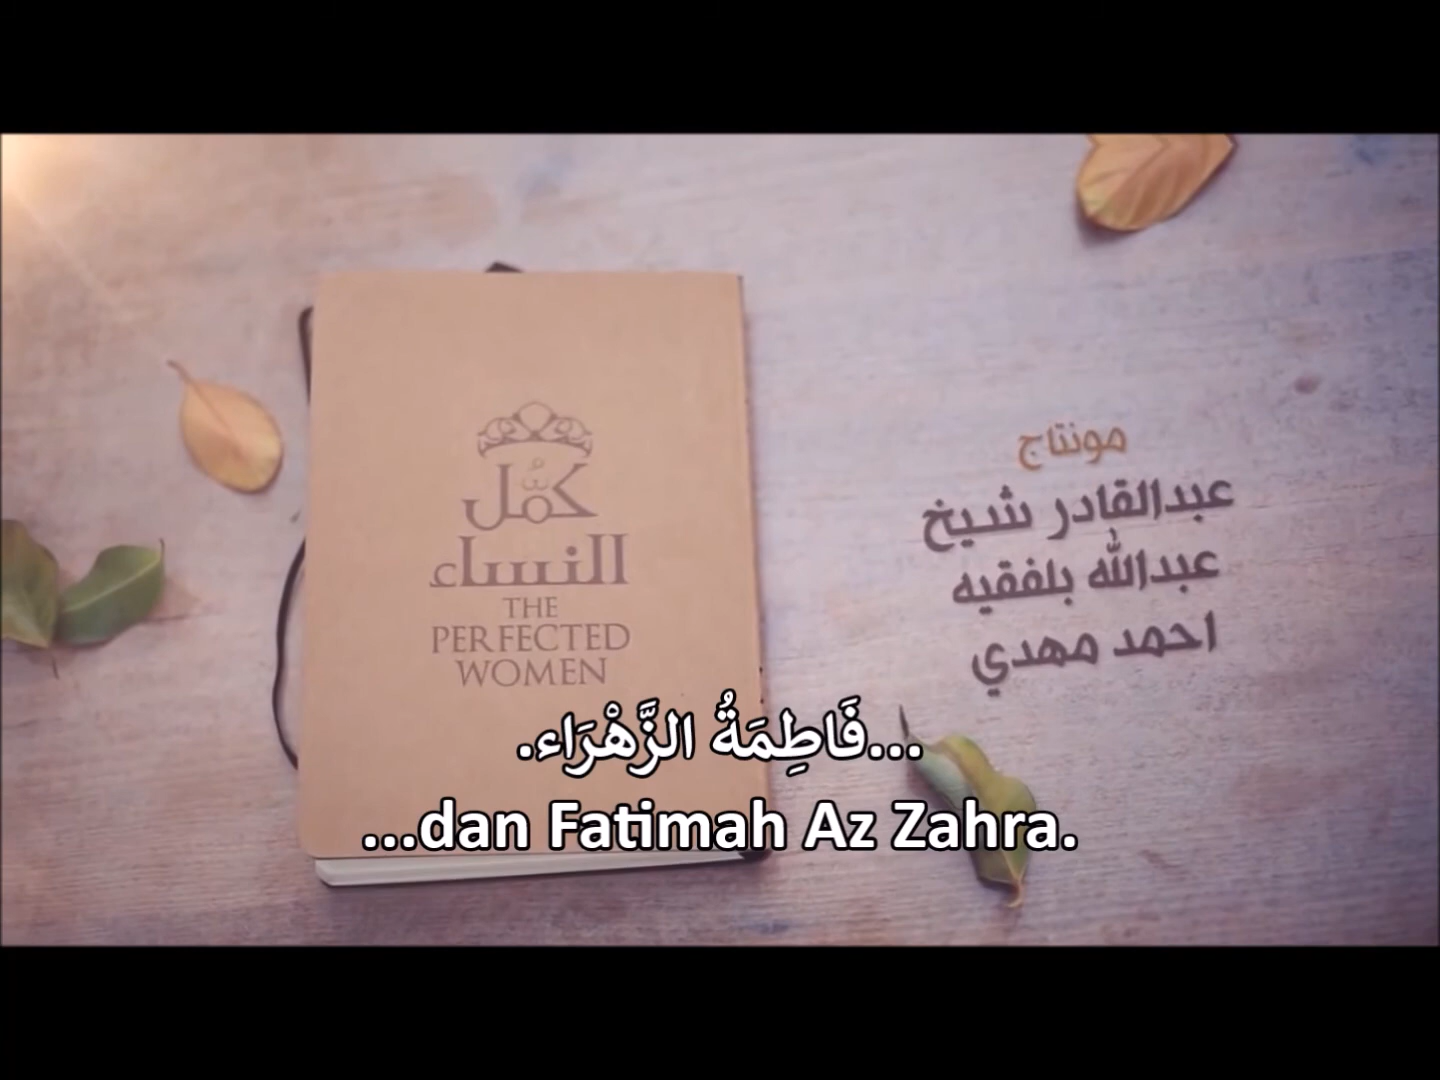 كَمُّل
النساء
THE
PERFECTED
WOMEN
مونتاج
عبدالقادر شيخ
عبدالله بلفقيه
احمد مهدي
...فَاطِمَةُ الزَّهْرَاء.
...dan Fatimah Az Zahra.